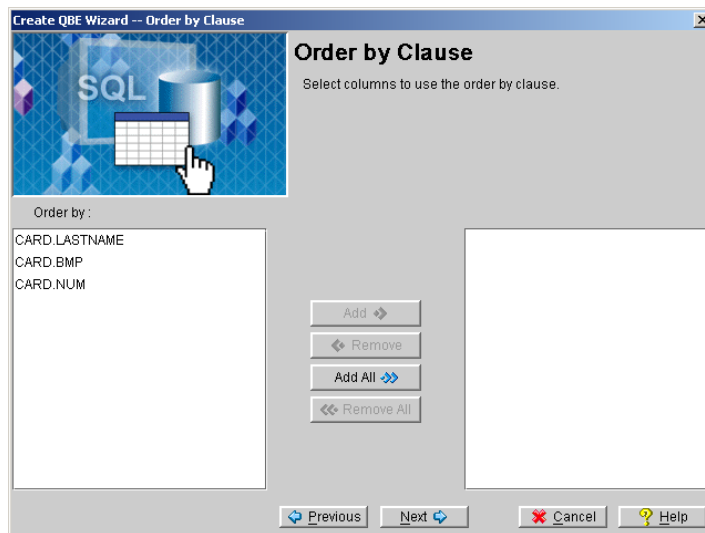 Create QBE Wizard -- Order by Clause
SQL
Order by Clause
Select columns to use the order by clause.
Order by :
CARD.LASTNAME
CARD.BMP
CARD.NUM
Add
Remove
Add All
Remove All
Previous
Next
Cancel
Help